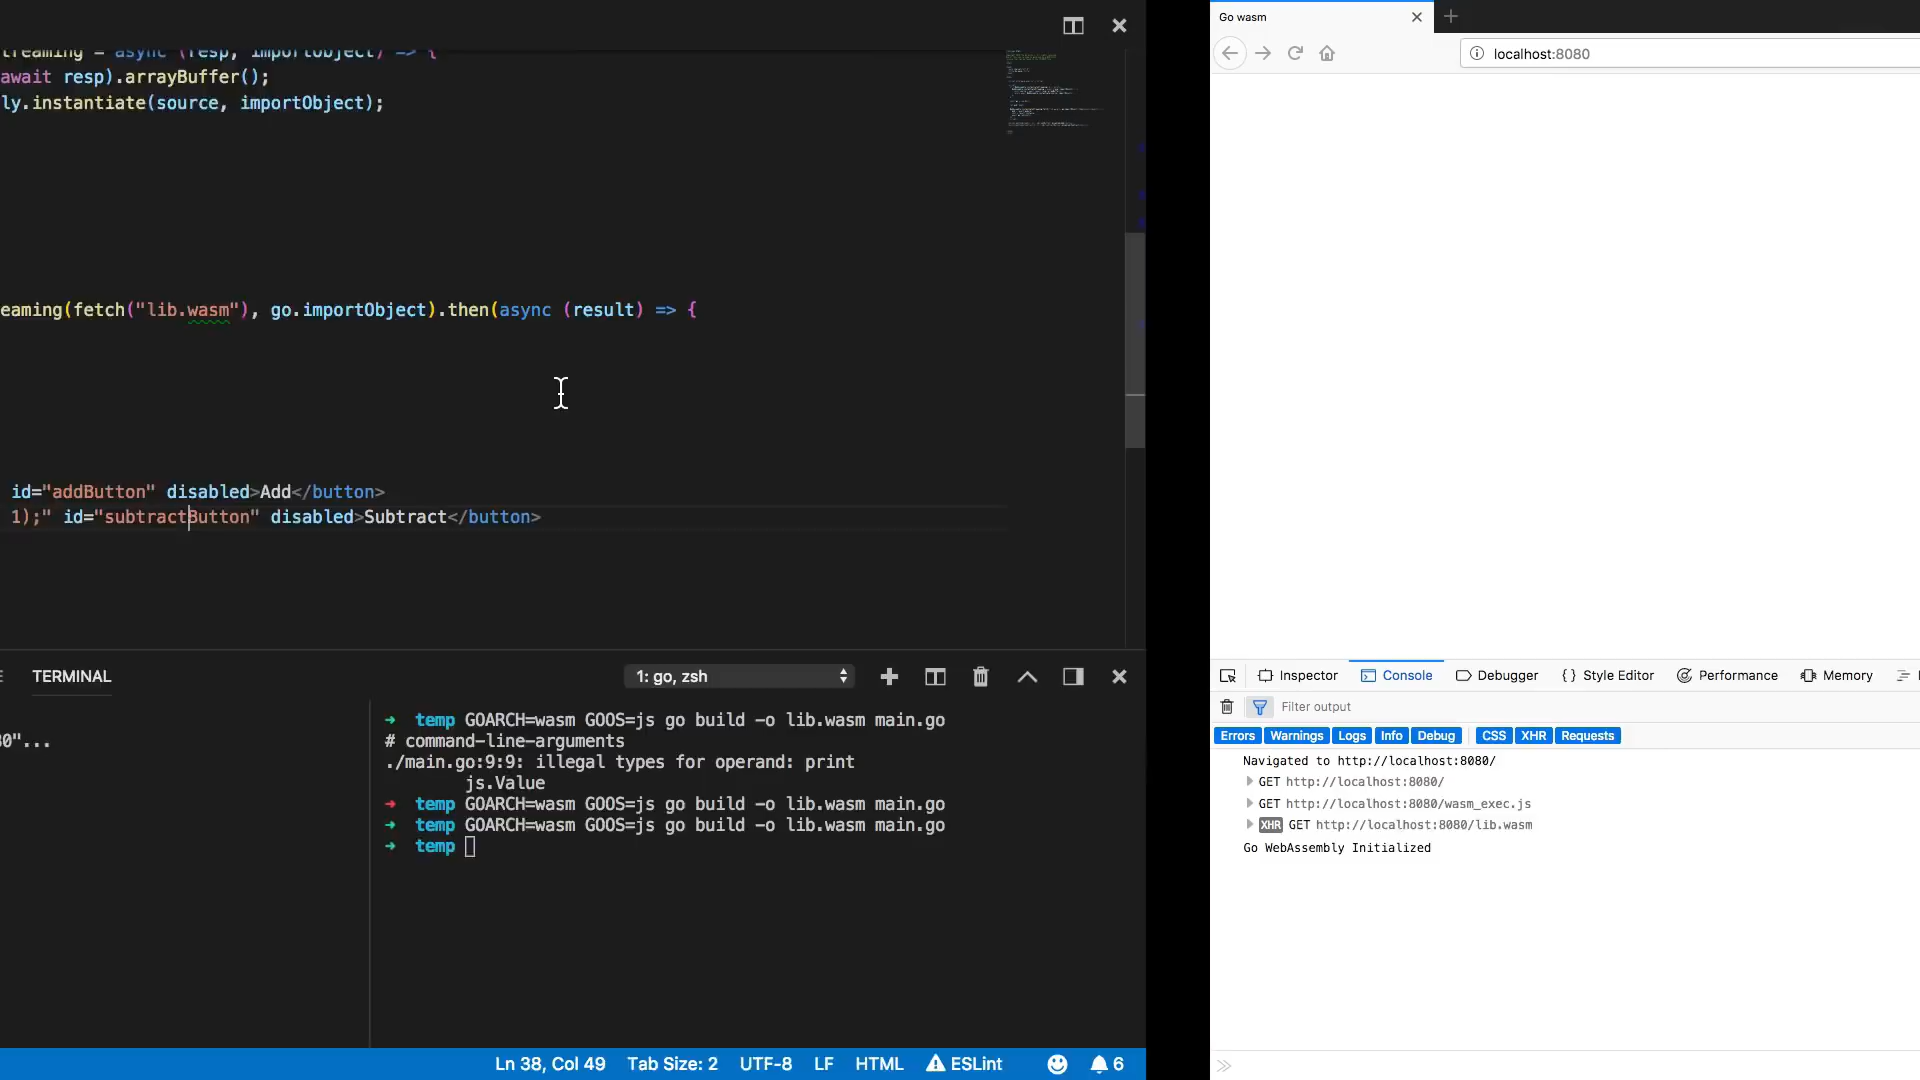 treaming = async (resp, importObject) => {
await resp).arrayBuffer();
ly.instantiate(source, importObject);
eaming(fetch("lib.wasm"), go.importObject).then(async (result) => {
id="addButton" disabled>Add</button>
1);" id="subtractButton" disabled>Subtract</button>
TERMINAL
1: go, zsh
0"...
→ temp GOARCH=wasm GOOS=js go build -o lib.wasm main.go
# command-line-arguments
./main.go:9:9: illegal types for operand: print
js.Value
→ temp GOARCH=wasm GOOS=js go build -o lib.wasm main.go
→ temp GOARCH=wasm GOOS=js go build -o lib.wasm main.go
→ temp
Ln 38, Col 49 Tab Size: 2 UTF-8 LF HTML ESLint 6
Go wasm
localhost:8080
Inspector Console Debugger {} Style Editor Performance Memory
Filter output
Errors Warnings Logs Info Debug CSS XHR Requests
Navigated to http://localhost:8080/
GET http://localhost:8080/
GET http://localhost:8080/wasm_exec.js
XHR GET http://localhost:8080/lib.wasm
Go WebAssembly Initialized